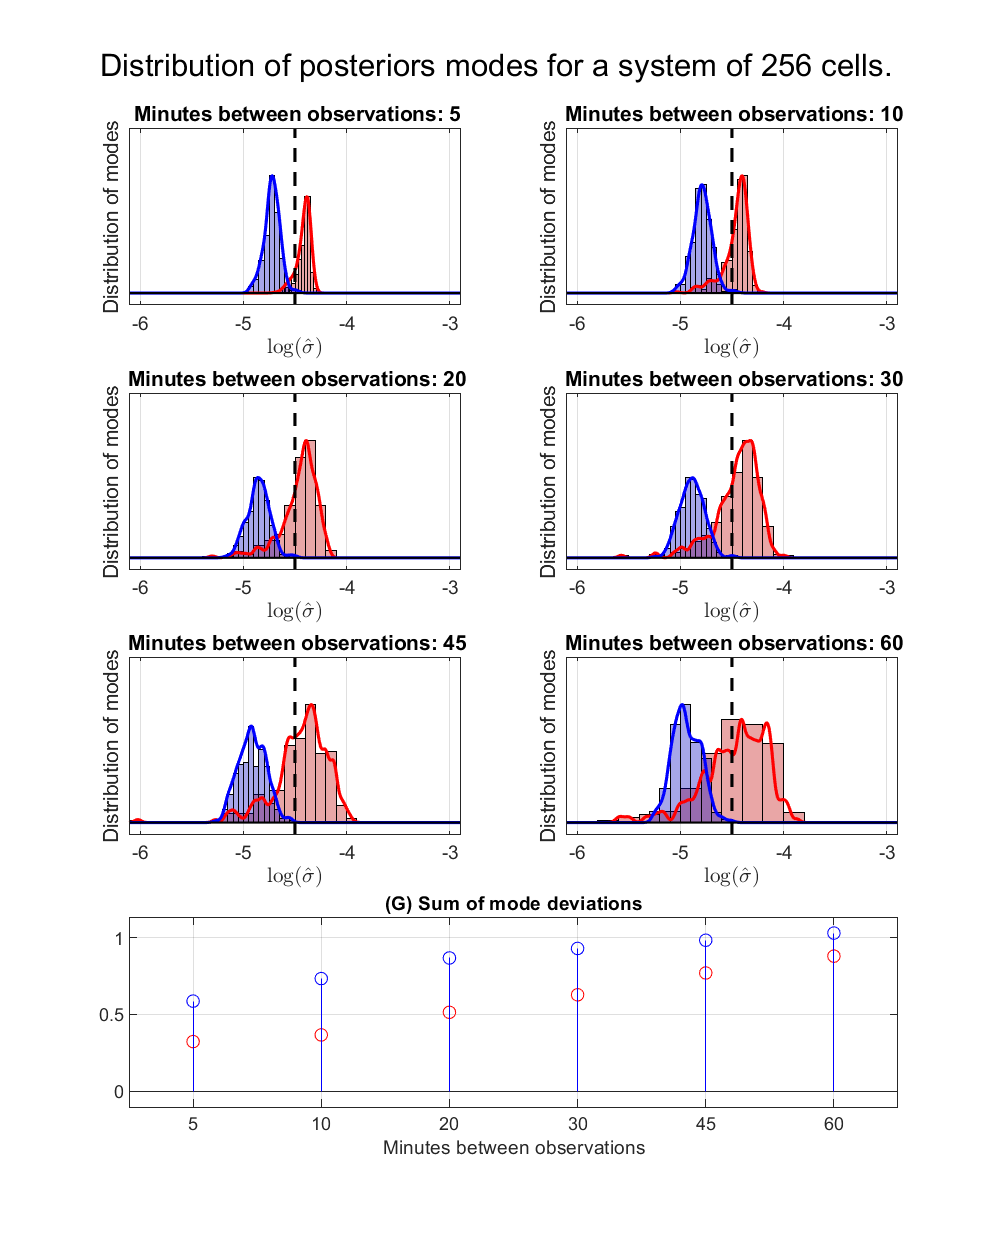 Distribution of posteriors modes for a system of 256 cells.
Minutes between observations: 5
Distribution of modes
-6 -5 -4 -3
log(σ̂)
Minutes between observations: 10
Distribution of modes
-6 -5 -4 -3
log(σ̂)
Minutes between observations: 20
Distribution of modes
-6 -5 -4 -3
log(σ̂)
Minutes between observations: 30
Distribution of modes
-6 -5 -4 -3
log(σ̂)
Minutes between observations: 45
Distribution of modes
-6 -5 -4 -3
log(σ̂)
Minutes between observations: 60
Distribution of modes
-6 -5 -4 -3
log(σ̂)
(G) Sum of mode deviations
1
0.5
0
5 10 20 30 45 60
Minutes between observations